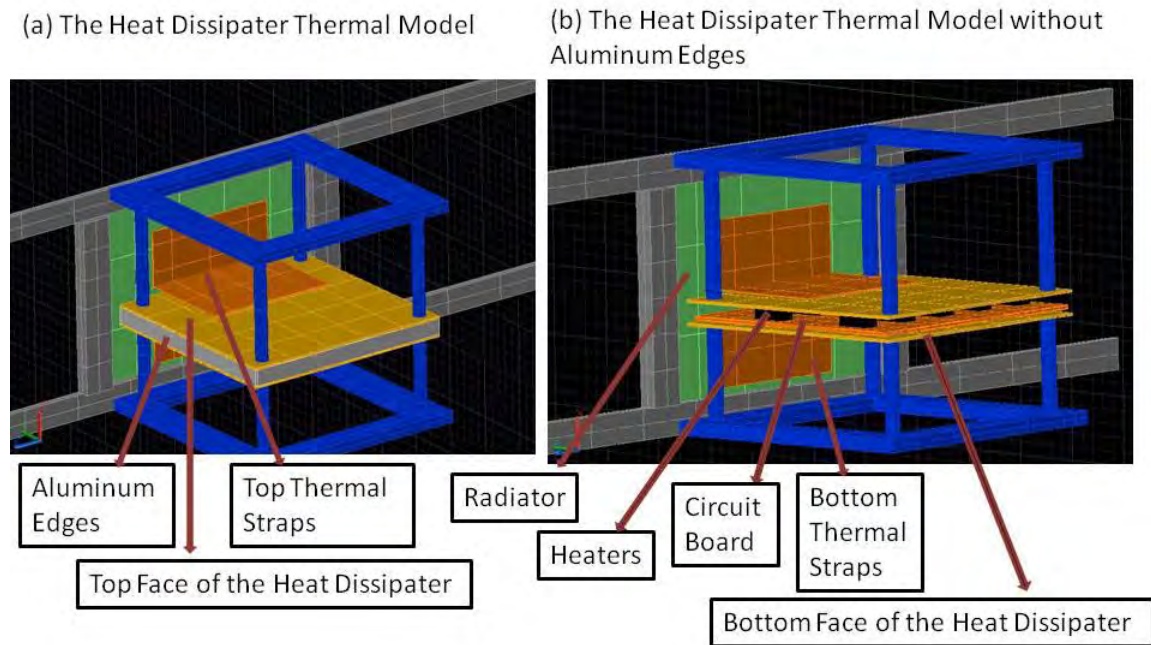 (a) The Heat Dissipater Thermal Model
(b) The Heat Dissipater Thermal Model without
Aluminum Edges
Aluminum
Edges
Top Thermal
Straps
Top Face of the Heat Dissipater
Radiator
Heaters
Circuit
Board
Bottom
Thermal
Straps
Bottom Face of the Heat Dissipater